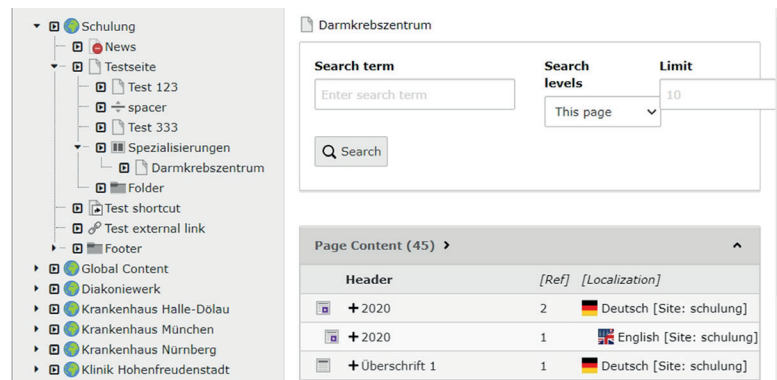 Schulung
News
Testseite
Test 123
spacer
Test 333
Spezialisierungen
Darmkrebszentrum
Folder
Test shortcut
Test external link
Footer
Global Content
Diakoniewerk
Krankenhaus Halle-Dölau
Krankenhaus München
Krankenhaus Nürnberg
Klinik Hohenfreudenstadt
Darmkrebszentrum
Search term
Search levels
Limit
Enter search term
This page
10
Search
Page Content (45)
Header [Ref] [Localization]
2020 2 Deutsch [Site: schulung]
2020 1 English [Site: schulung]
Überschrift 1 1 Deutsch [Site: schulung]